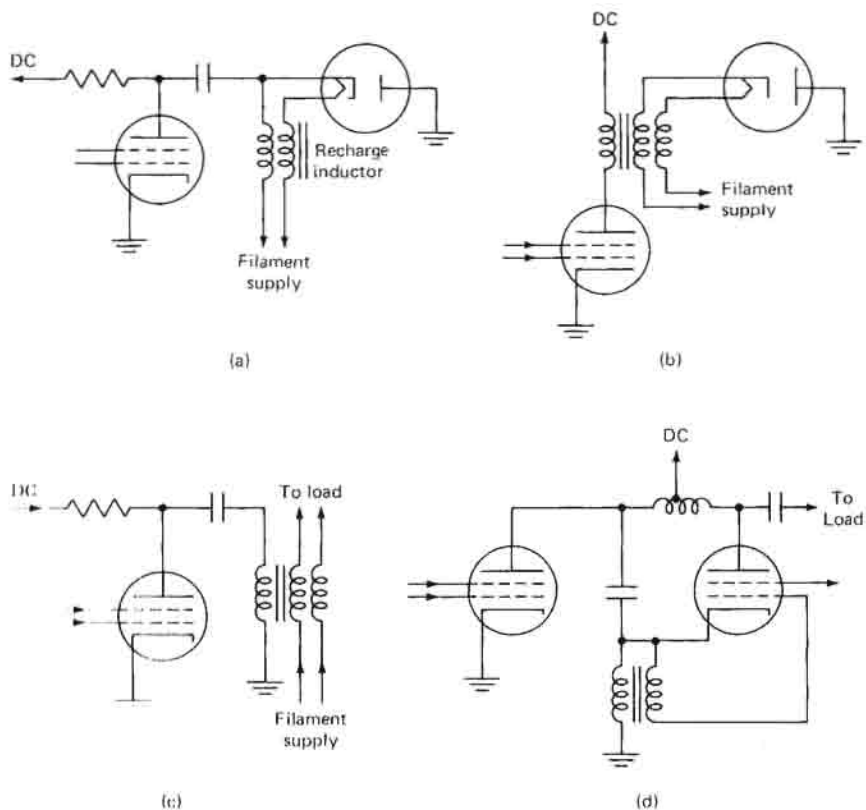 DC
Recharge
inductor
Filament
supply
(a)
DC
Filament
supply
(b)
DC
To load
Filament
supply
(c)
DC
To
Load
(d)